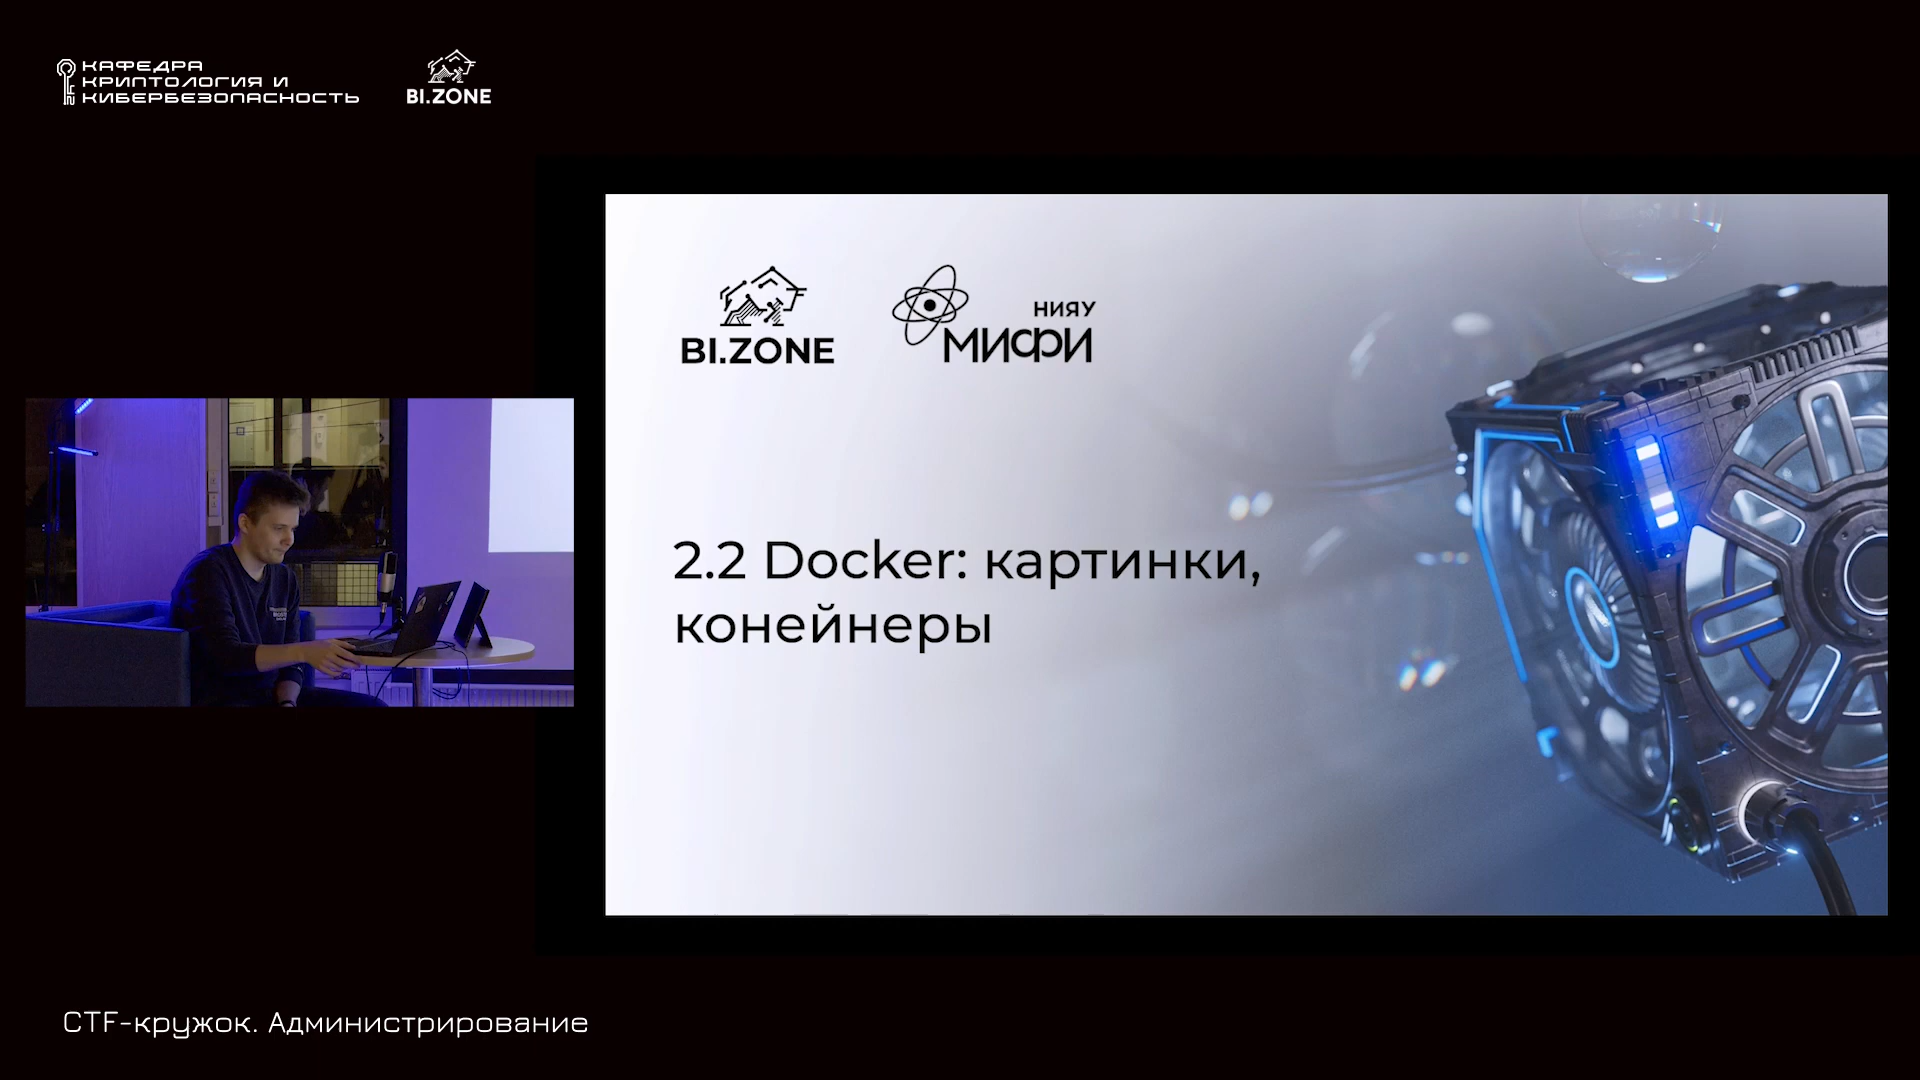 КАФЕДРА
КРИПТОЛОГИЯ И
КИБЕРБЕЗОПАСНОСТЬ
BI.ZONE
BI.ZONE
НИЯУ
МИФИ
2.2 Docker: картинки,
конейнеры
CTF-кружок. Администрирование